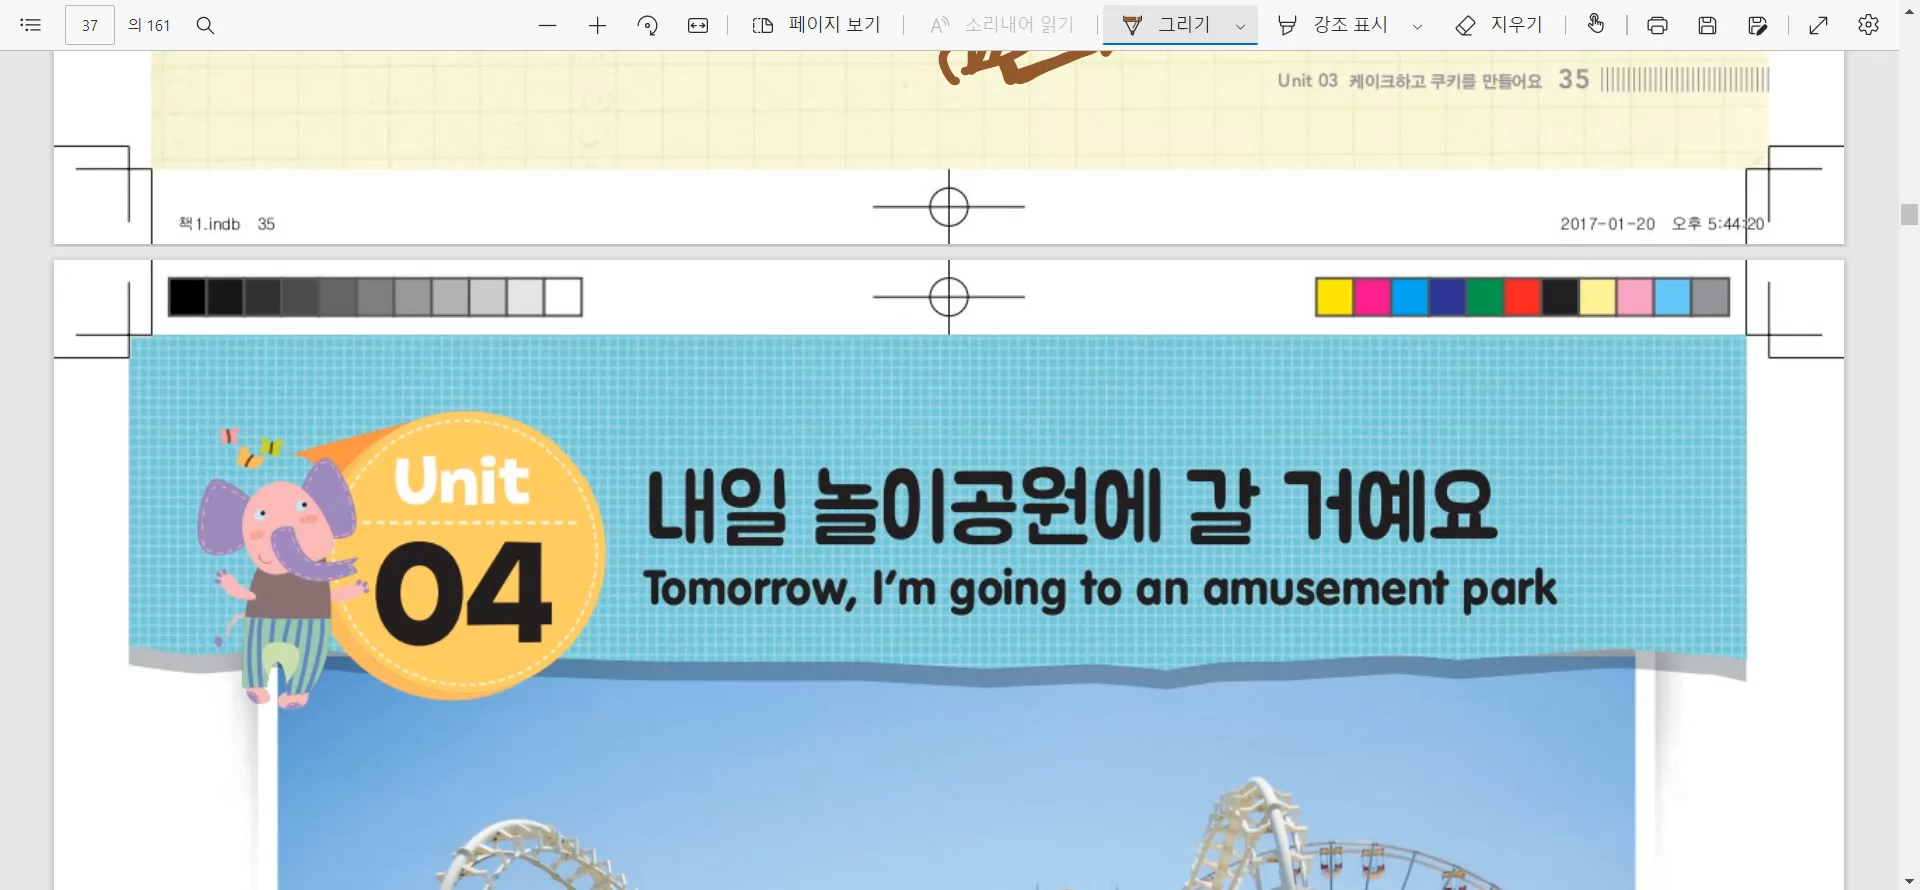 37 의 161 페이지 보기 소리내어 읽기 그리기 강조 표시 지우기
Unit 03 케이크하고 쿠키를 만들어요 35
책1.indb 35
2017-01-20 오후 5:44:20
Unit
04
내일 놀이공원에 갈 거예요
Tomorrow, I'm going to an amusement park